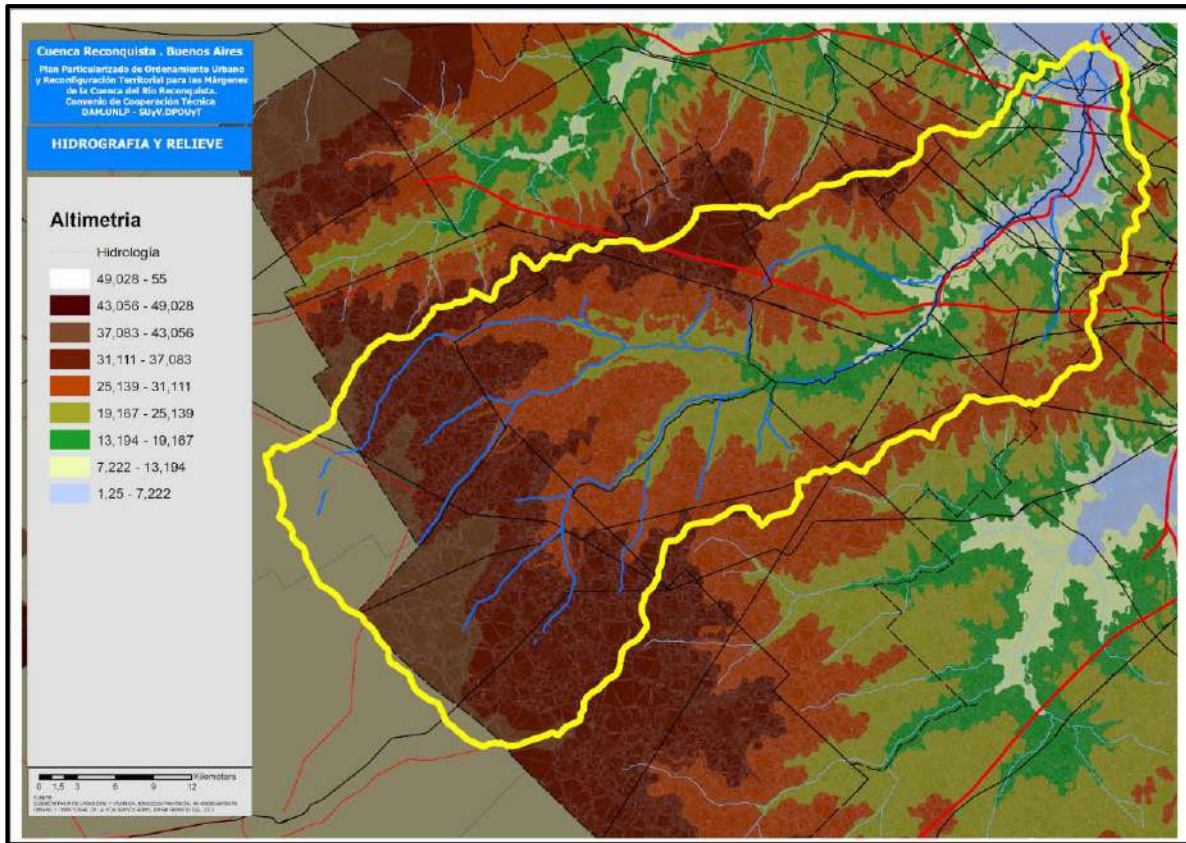 Cuenca Reconquista . Buenos Aires
Plan Particularizado de Ordenamiento Urbano
y Reconfiguración Territorial para las Márgenes
de la Cuenca del Río Reconquista.
Convenio de Cooperación Técnica
DAM.UNLP - SUyV.DPOUyT
HIDROGRAFIA Y RELIEVE
Altimetria
Hidrología
49,028 - 55
43,056 - 49,028
37,083 - 43,056
31,111 - 37,083
25,139 - 31,111
19,167 - 25,139
13,194 - 19,167
7,222 - 13,194
1,25 - 7,222
Kilometers
0 1,5 3 6 9 12